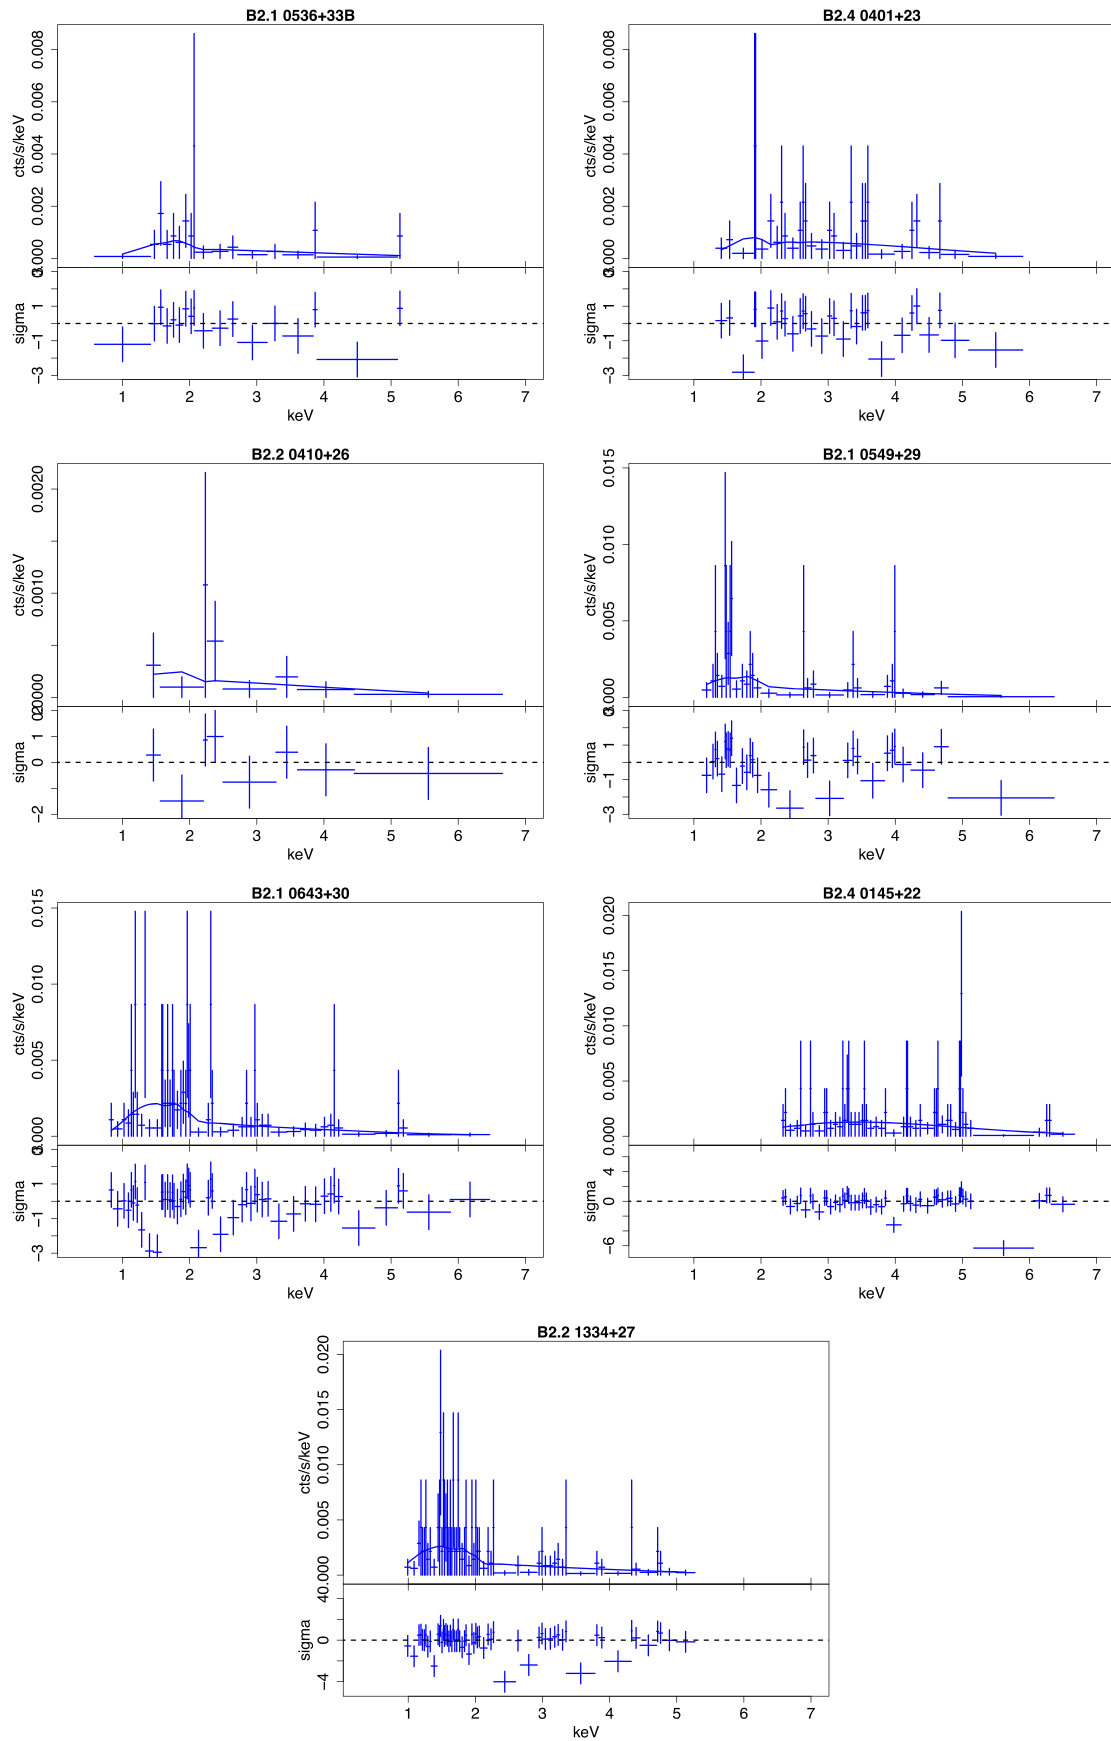 B2.1 0536+33B
cts/s/keV
0.000 0.002 0.004 0.006 0.008
sigma
-3 -1 1 3
1 2 3 4 5 6 7
keV
B2.4 0401+23
cts/s/keV
0.000 0.002 0.004 0.006 0.008
sigma
-3 -1 1 3
1 2 3 4 5 6 7
keV
B2.2 0410+26
cts/s/keV
0.0000 0.0010 0.0020
sigma
-2 0 1 2
1 2 3 4 5 6 7
keV
B2.1 0549+29
cts/s/keV
0.000 0.005 0.010 0.015
sigma
-3 -1 1 3
1 2 3 4 5 6 7
keV
B2.1 0643+30
cts/s/keV
0.000 0.005 0.010 0.015
sigma
-3 -1 1 3
1 2 3 4 5 6 7
keV
B2.4 0145+22
cts/s/keV
0.000 0.005 0.010 0.015 0.020
sigma
-6 0 4
1 2 3 4 5 6 7
keV
B2.2 1334+27
cts/s/keV
0.000 0.005 0.010 0.015 0.020
sigma
-4 0 4
1 2 3 4 5 6 7
keV